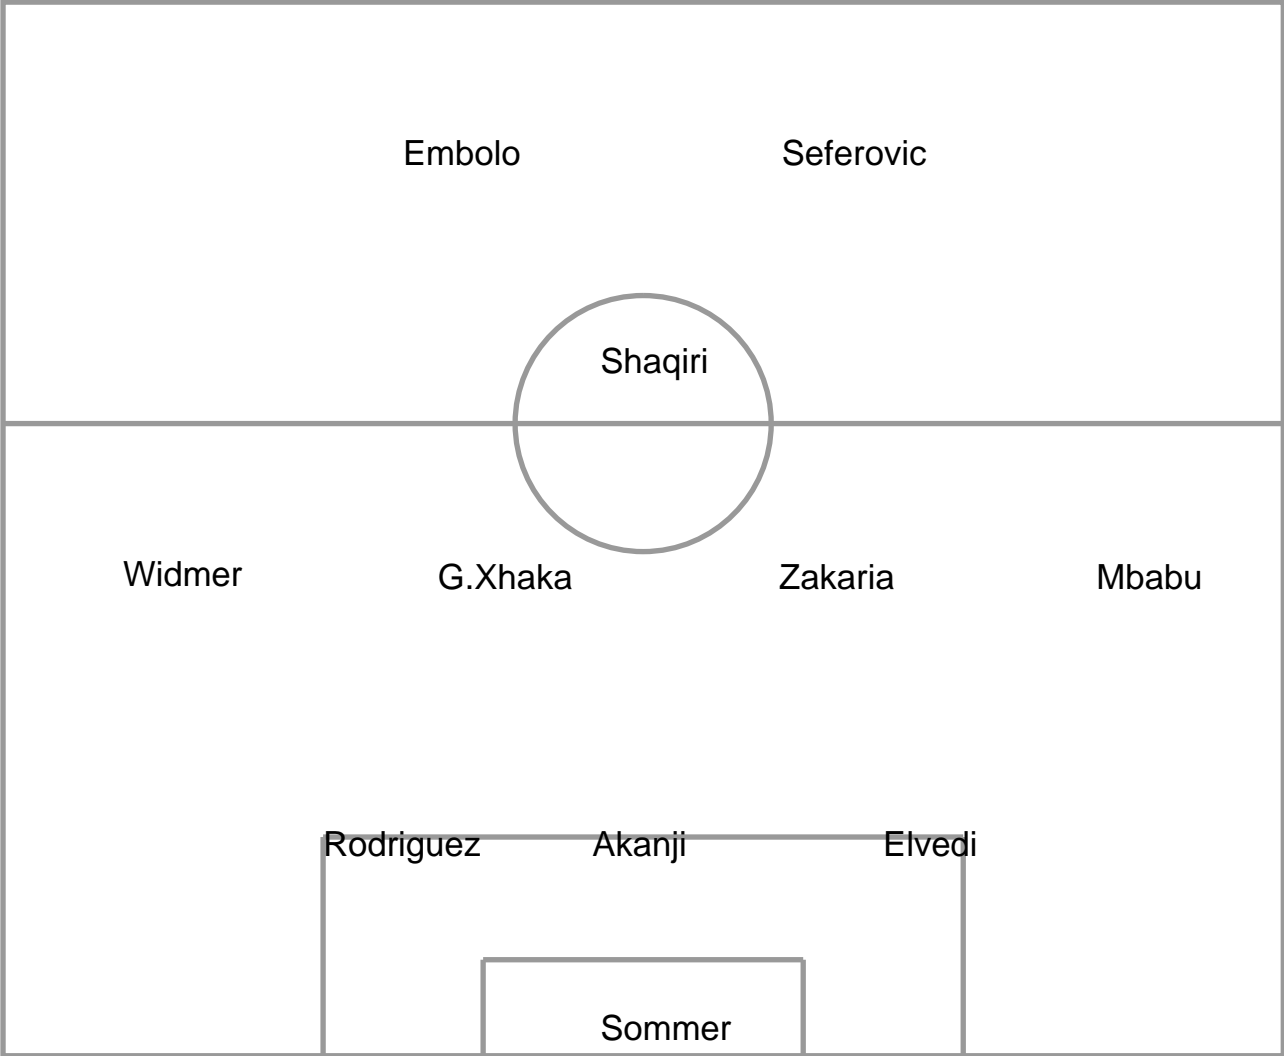 Embolo Seferovic
Shaqiri
Widmer G.Xhaka Zakaria Mbabu
Rodriguez Akanji Elvedi
Sommer